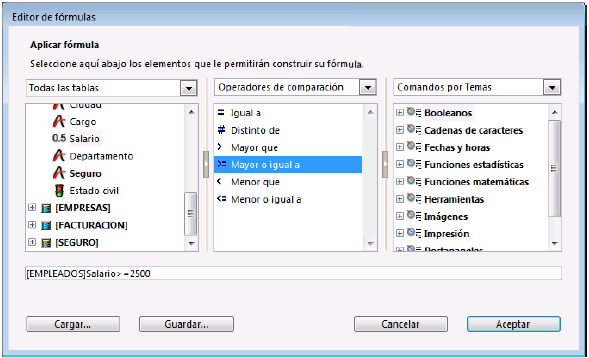 Editor de fórmulas
Aplicar fórmula
Seleccione aquí abajo los elementos que le permitirán construir su fórmula.
Todas las tablas
Ciudad
Cargo
0.5 Salario
Departamento
Seguro
Estado civil
[EMPRESAS]
[FACTURACION]
[SEGURO]
Operadores de comparación
= Igual a
# Distinto de
> Mayor que
>= Mayor o igual a
< Menor que
<= Menor o igual a
Comandos por Temas
Booleanos
Cadenas de caracteres
Fechas y horas
Funciones estadísticas
Funciones matemáticas
Herramientas
Imágenes
Impresión
Portapapeles
[EMPLEADOS]Salario> =2500
Cargar...
Guardar...
Cancelar
Aceptar